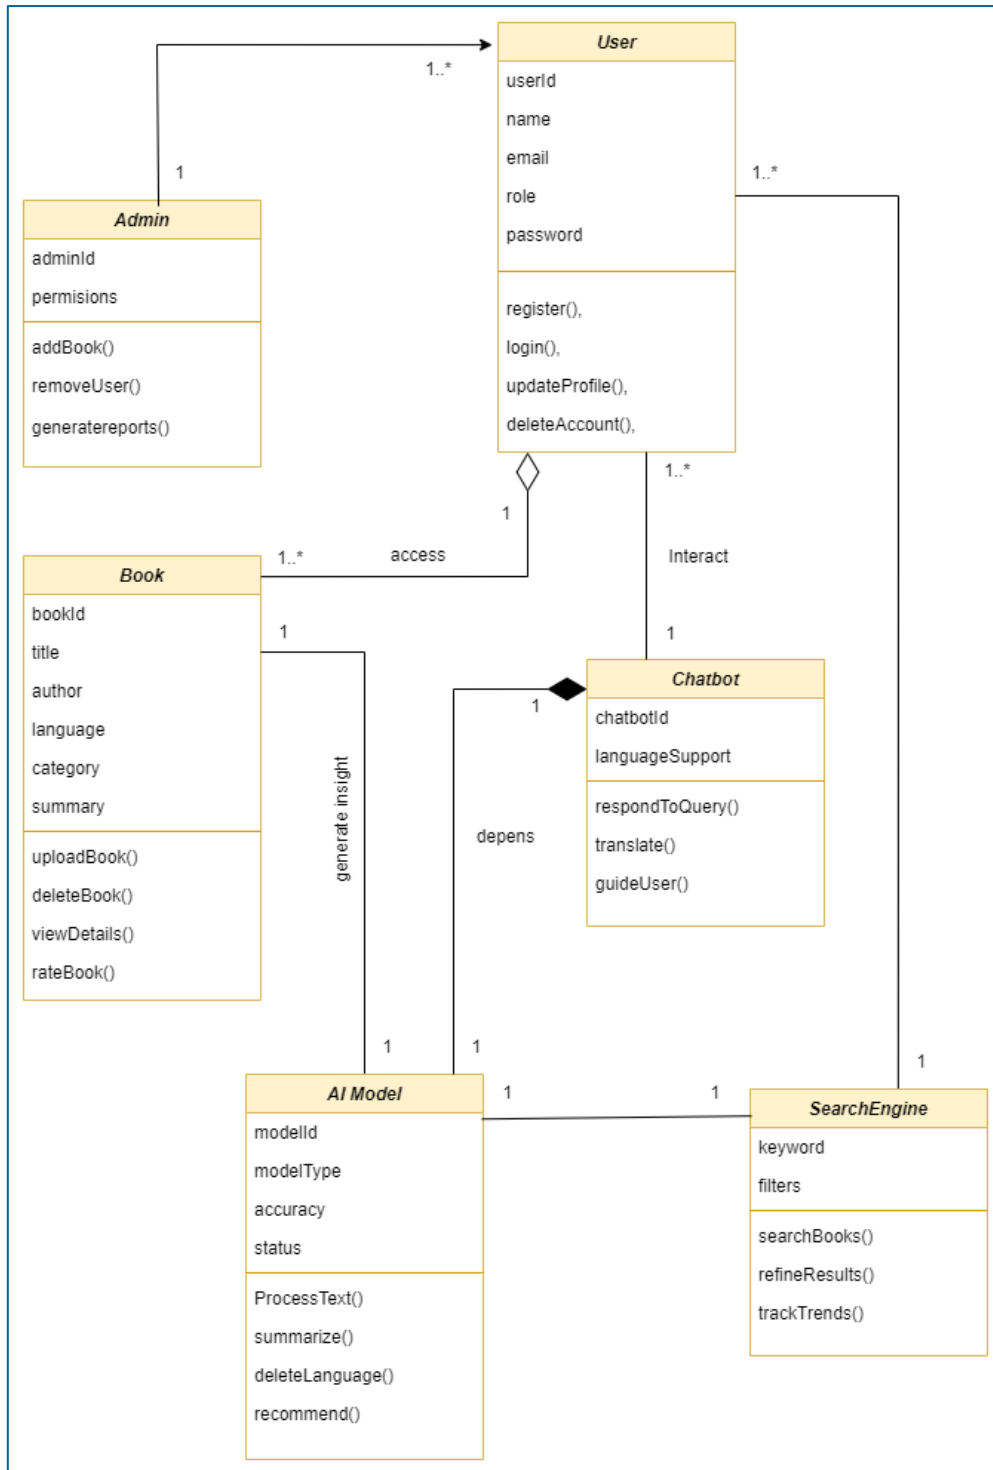 User
userId
name
email
role
password
register(),
login(),
updateProfile(),
deleteAccount(),
1..*
1
1..*
Admin
adminId
permisions
addBook()
removeUser()
generatereports()
1..*
1
1..*
access
Interact
1
Book
bookId
title
author
language
category
summary
uploadBook()
deleteBook()
viewDetails()
rateBook()
1
generate insight
1
Chatbot
chatbotId
languageSupport
respondToQuery()
translate()
guideUser()
1
depens
1
1
AI Model
modelId
modelType
accuracy
status
ProcessText()
summarize()
deleteLanguage()
recommend()
1
1
1
SearchEngine
keyword
filters
searchBooks()
refineResults()
trackTrends()